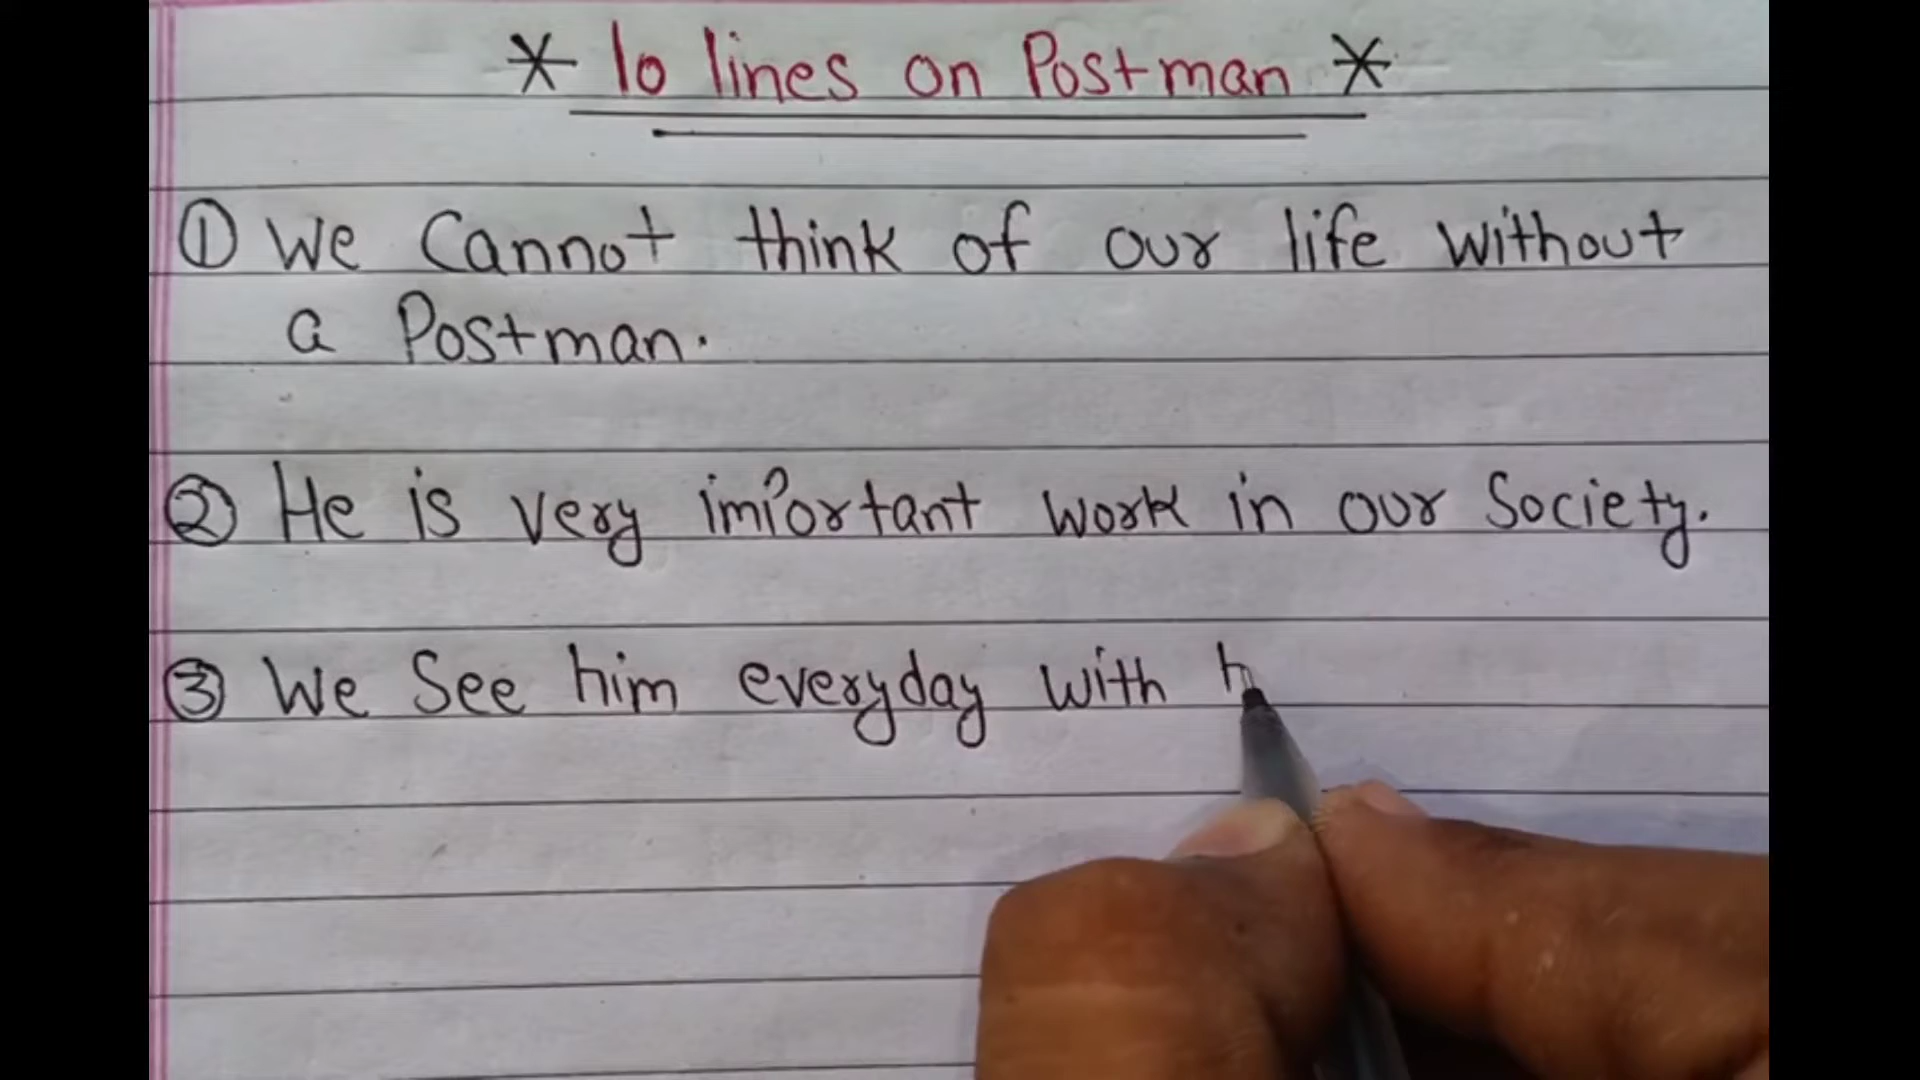 * 10 lines on Postman *
① We Cannot think of our life without
a Postman.
② He is very important work in our Society.
③ We See him everyday with h